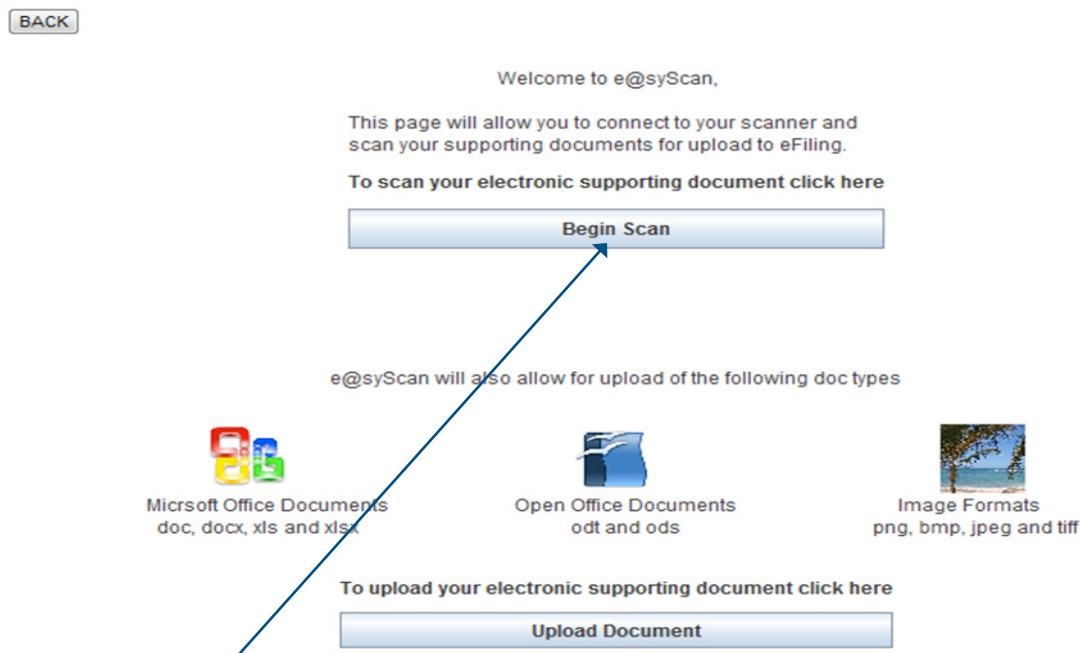 BACK
Welcome to e@syScan,
This page will allow you to connect to your scanner and
scan your supporting documents for upload to eFiling.
To scan your electronic supporting document click here
Begin Scan
e@syScan will also allow for upload of the following doc types
Micrsoft Office Documents
doc, docx, xls and xlsx
Open Office Documents
odt and ods
Image Formats
png, bmp, jpeg and tiff
To upload your electronic supporting document click here
Upload Document